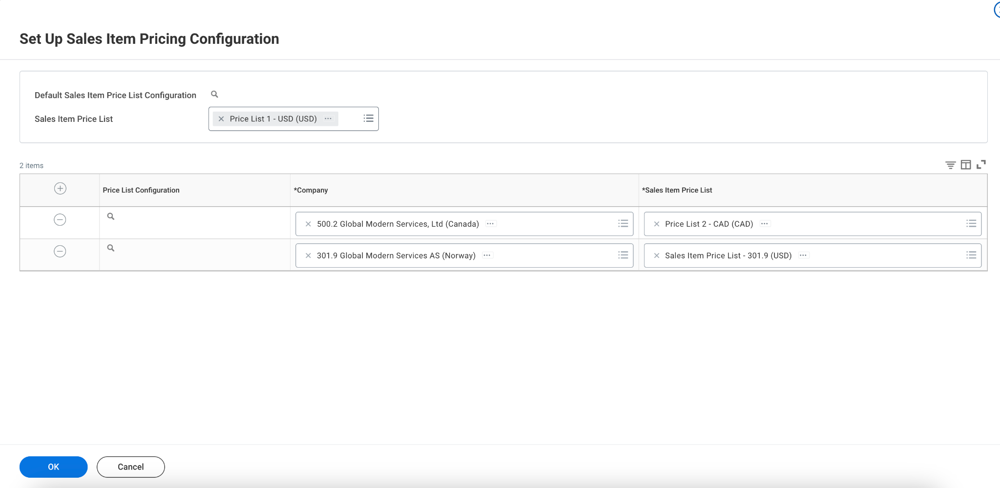 Set Up Sales Item Pricing Configuration
Default Sales Item Price List Configuration
Sales Item Price List
Price List 1 - USD (USD)
2 items
Price List Configuration
*Company
*Sales Item Price List
500.2 Global Modern Services, Ltd (Canada)
Price List 2 - CAD (CAD)
301.9 Global Modern Services AS (Norway)
Sales Item Price List - 301.9 (USD)
OK
Cancel